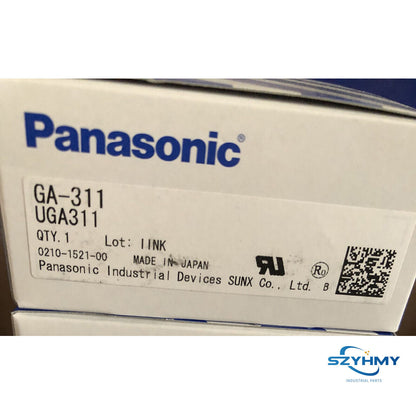 Panasonic
GA-311
UGA311
QTY.1 Lot: IINK
0210-1521-00 MADE IN JAPAN
Panasonic Industrial Devices SUNX Co., Ltd. B
SZYHMY
INDUSTRIAL PARTS